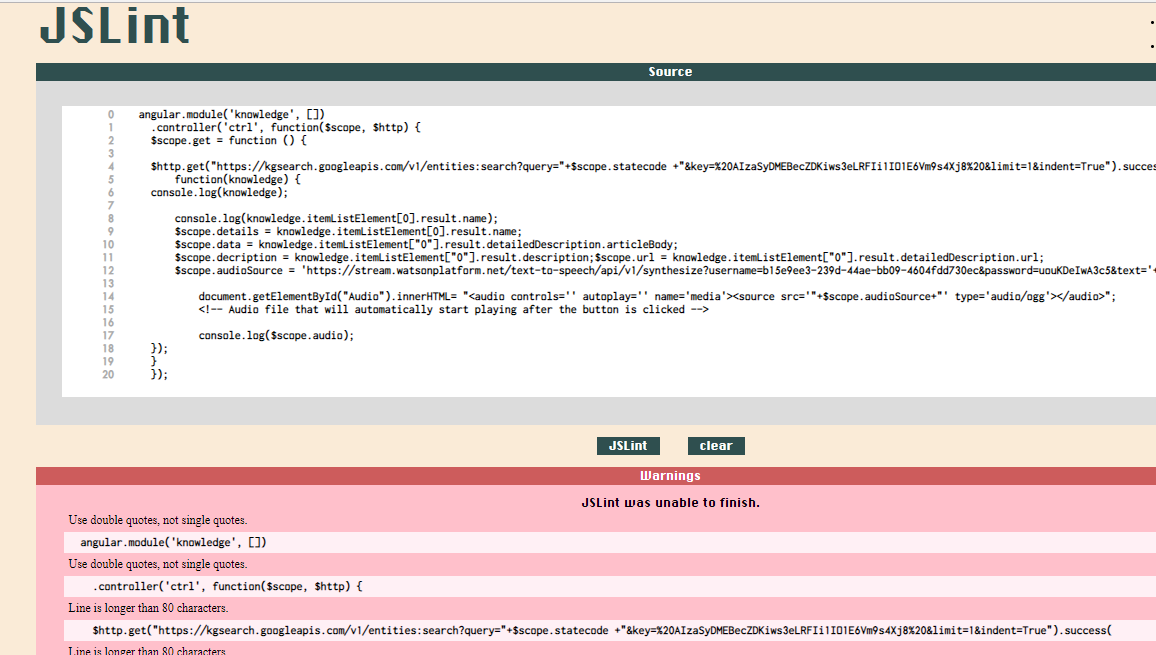 JSLint
Source
0 angular.module('knowledge', [])
1 .controller('ctrl', function($scope, $http) {
2 $scope.get = function () {
3
4 $http.get("https://kgsearch.googleapis.com/v1/entities:search?query="+$scope.statecode +"&key=%20AIzaSyDMEBecZDKiws3eLRFIi1IO1E6Vm9s4Xj8%20&limit=1&indent=True").succes
5 function(knowledge) {
6 console.log(knowledge);
7
8 console.log(knowledge.itemListElement[0].result.name);
9 $scope.details = knowledge.itemListElement[0].result.name;
10 $scope.data = knowledge.itemListElement["0"].result.detailedDescription.articleBody;
11 $scope.decription = knowledge.itemListElement["0"].result.description;$scope.url = knowledge.itemListElement["0"].result.detailedDescription.url;
12 $scope.audioSource = 'https://stream.watsonplatform.net/text-to-speech/api/v1/synthesize?username=b15e9ee3-239d-44ae-bb09-4604fdd730ec&password=uouKDeIwA3c5&text='+
13
14 document.getElementById("Audio").innerHTML= "<audio controls='' autoplay='' name='media'><source src='"+$scope.audioSource+"' type='audio/ogg'></audio>";
15 <!-- Audio file that will automatically start playing after the button is clicked -->
16
17 console.log($scope.audio);
18 });
19 }
20 });
JSLint clear
Warnings
JSLint was unable to finish.
Use double quotes, not single quotes.
angular.module('knowledge', [])
Use double quotes, not single quotes.
.controller('ctrl', function($scope, $http) {
Line is longer than 80 characters.
$http.get("https://kgsearch.googleapis.com/v1/entities:search?query="+$scope.statecode +"&key=%20AIzaSyDMEBecZDKiws3eLRFIi1IO1E6Vm9s4Xj8%20&limit=1&indent=True").success(
Line is longer than 80 characters.